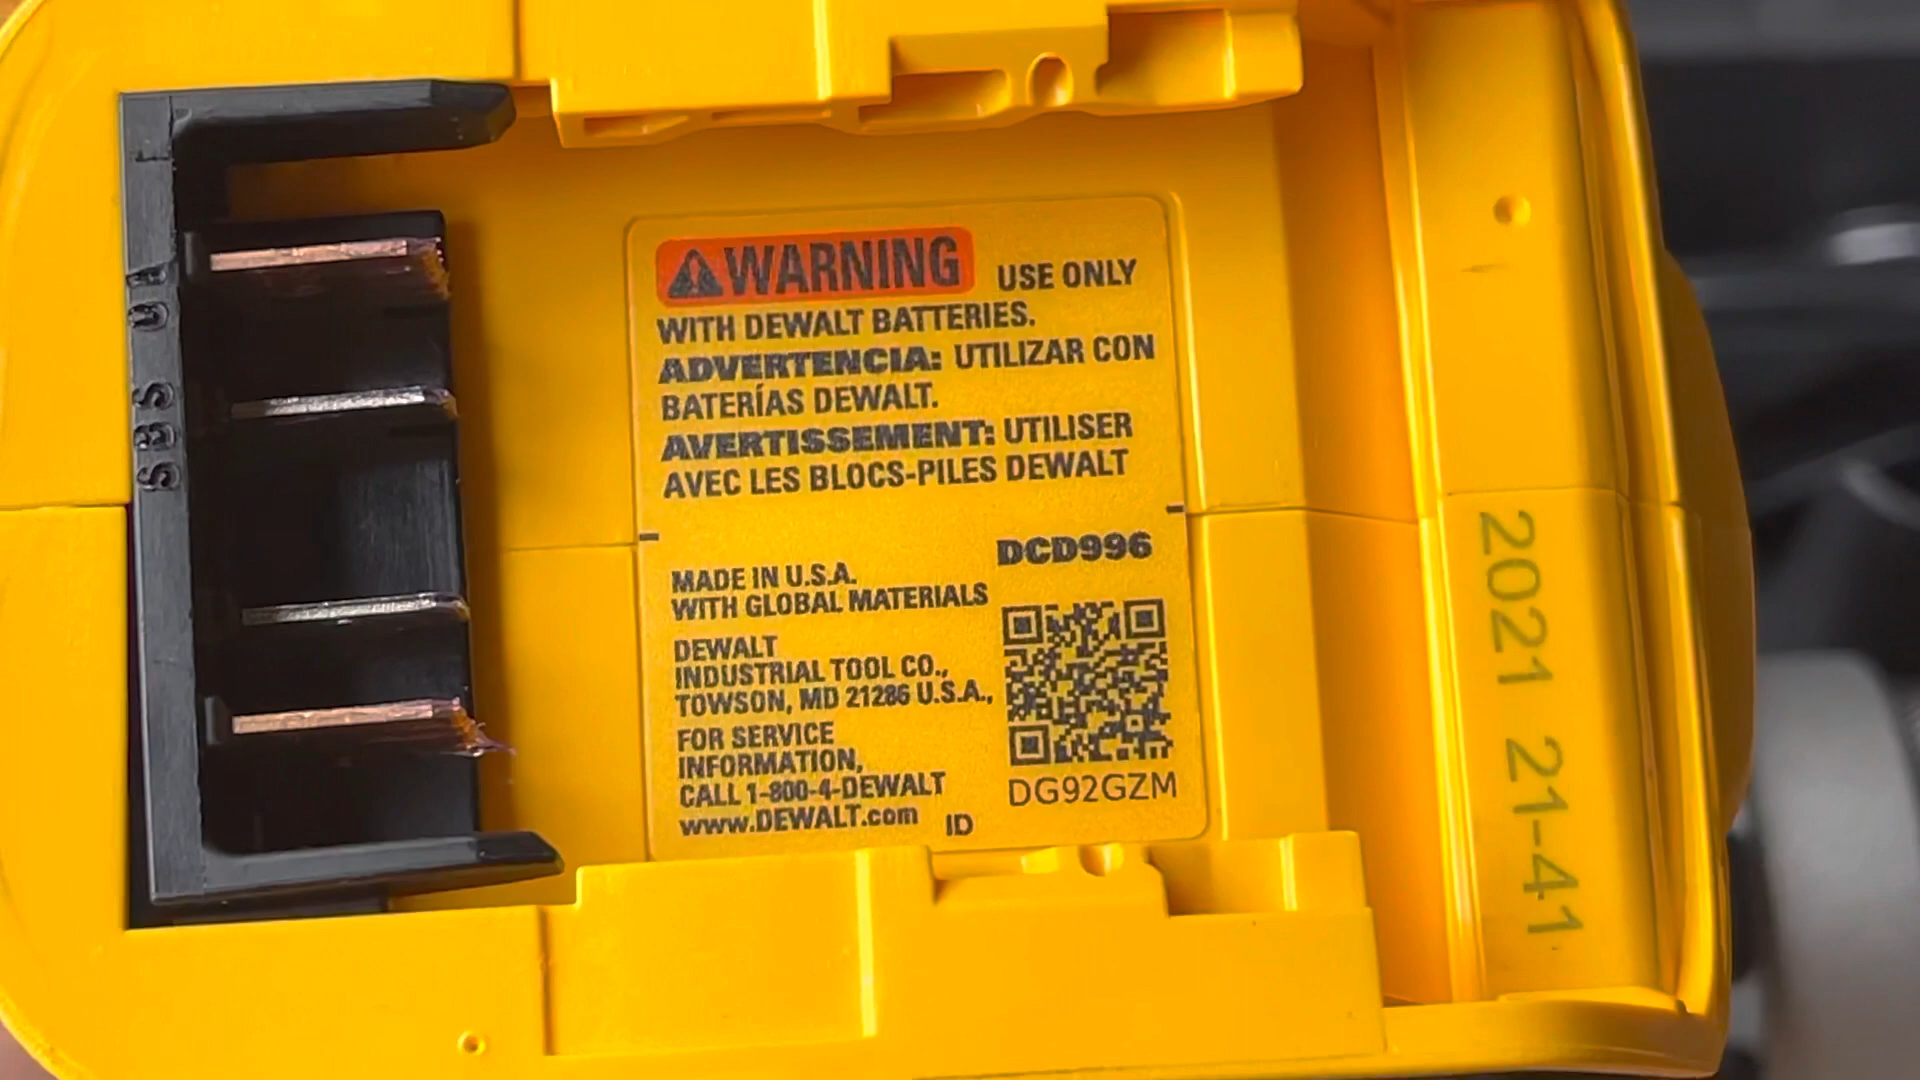 WARNING USE ONLY
WITH DEWALT BATTERIES.
ADVERTENCIA: UTILIZAR CON
BATERÍAS DEWALT.
AVERTISSEMENT: UTILISER
AVEC LES BLOCS-PILES DEWALT
DCD996
MADE IN U.S.A.
WITH GLOBAL MATERIALS
DEWALT
INDUSTRIAL TOOL CO.,
TOWSON, MD 21286 U.S.A.,
FOR SERVICE
INFORMATION,
CALL 1-800-4-DEWALT
www.DEWALT.com
ID
DG92GZM
2021 21-41